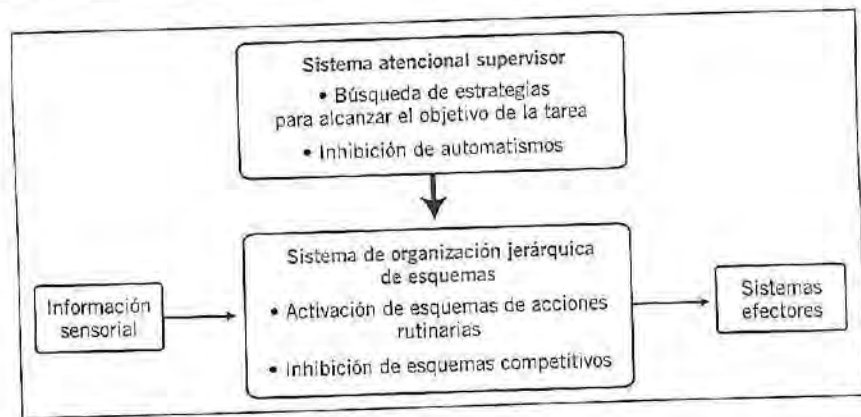 Sistema atencional supervisor
• Búsqueda de estrategias
para alcanzar el objetivo de la tarea
• Inhibición de automatismos
Sistema de organización jerárquica
de esquemas
• Activación de esquemas de acciones
rutinarias
• Inhibición de esquemas competitivos
Información
sensorial
Sistemas
efectores